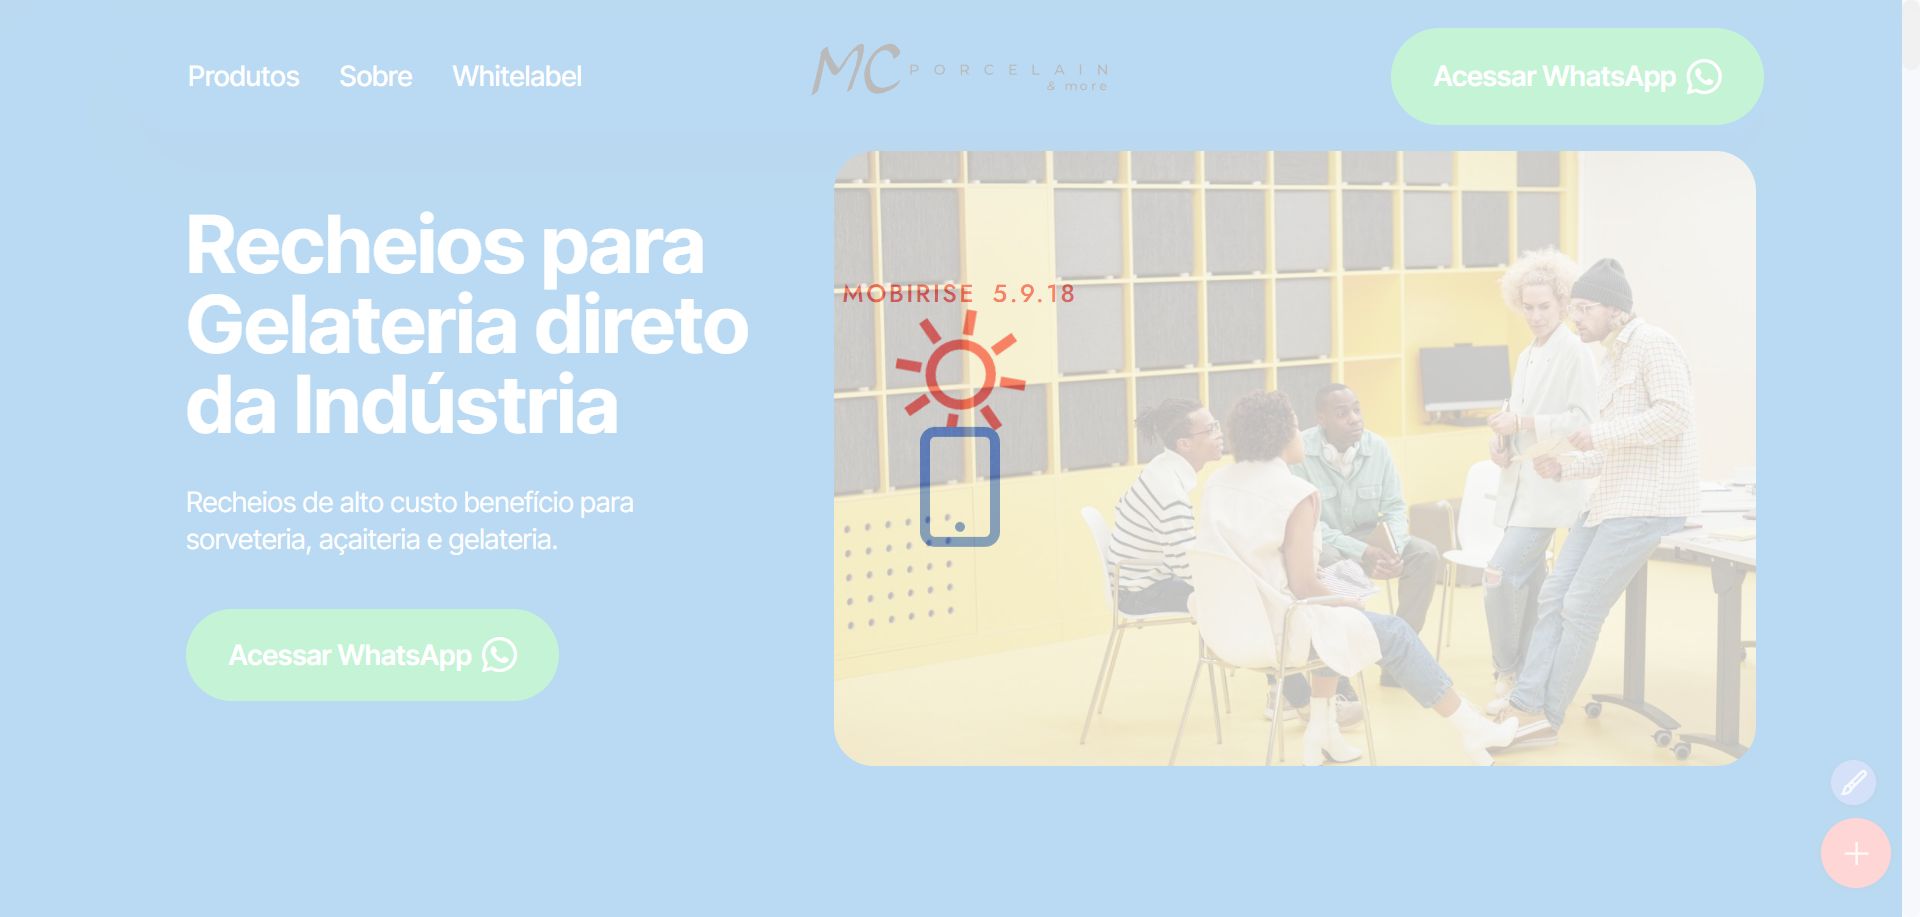 Produtos Sobre Whitelabel
MC PORCELAIN
& more
Acessar WhatsApp
Recheios para
Gelateria direto
da Indústria
MOBIRISE 5.9.18
Recheios de alto custo benefício para
sorveteria, açaiteria e gelateria.
Acessar WhatsApp